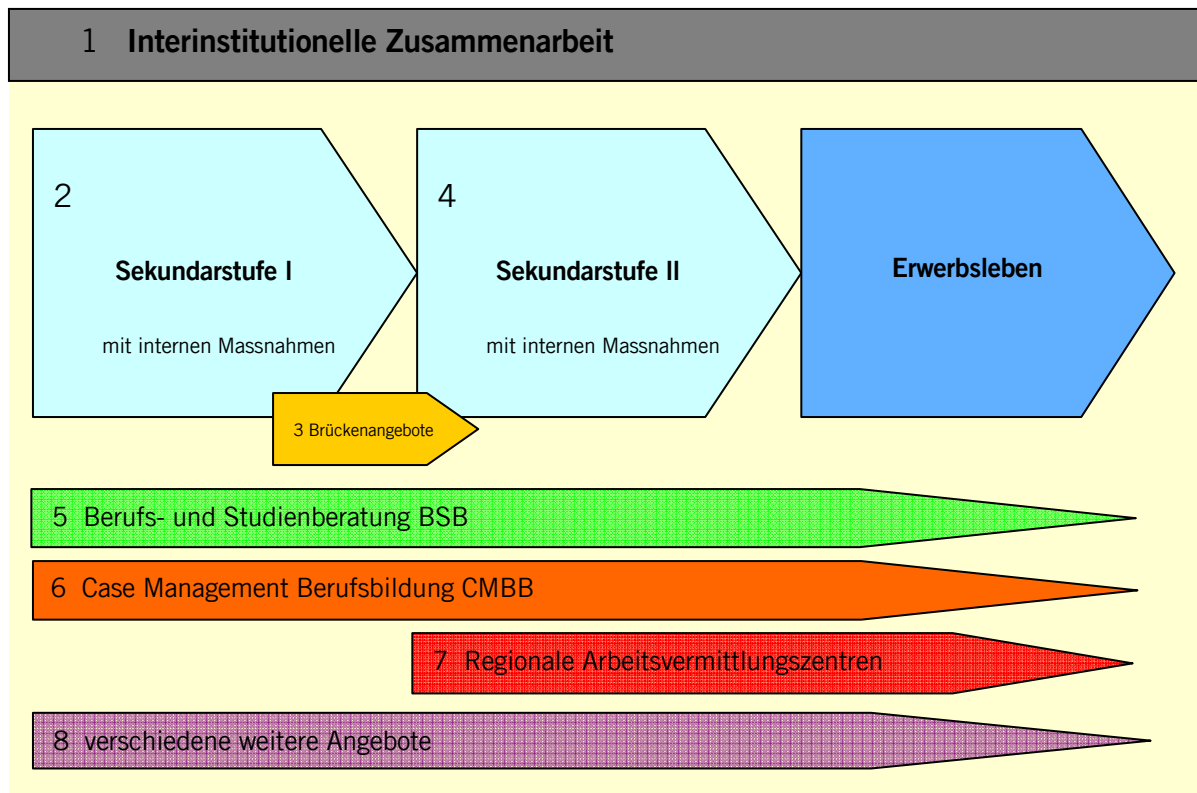 1 Interinstitutionelle Zusammenarbeit
2
Sekundarstufe I
mit internen Massnahmen
3 Brückenangebote
4
Sekundarstufe II
mit internen Massnahmen
Erwerbsleben
5 Berufs- und Studienberatung BSB
6 Case Management Berufsbildung CMBB
7 Regionale Arbeitsvermittlungszentren
8 verschiedene weitere Angebote